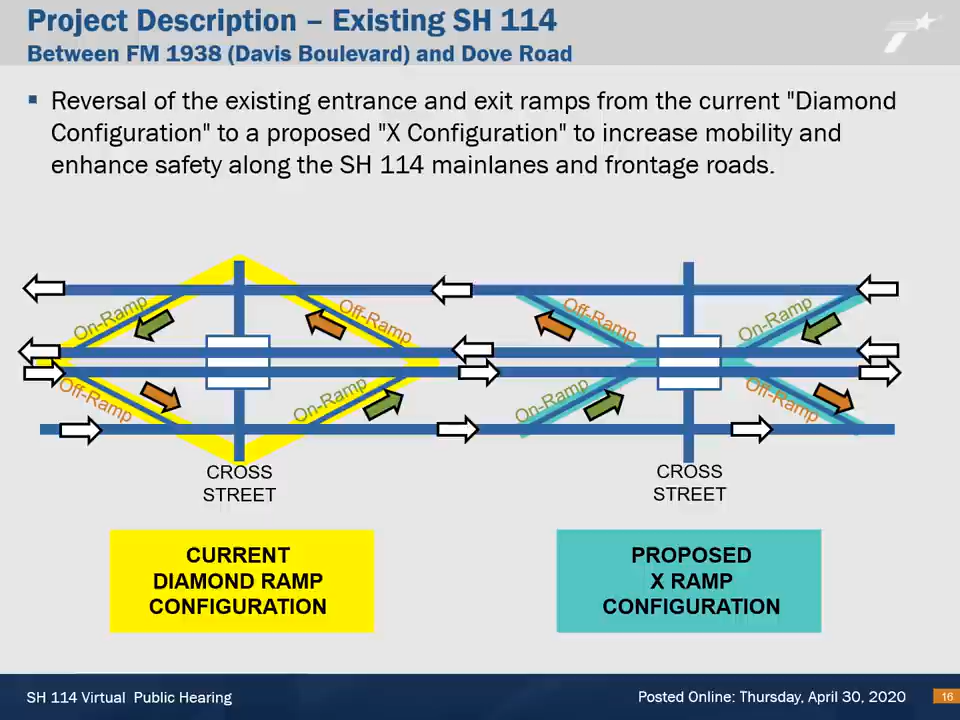 Project Description – Existing SH 114
Between FM 1938 (Davis Boulevard) and Dove Road
▪ Reversal of the existing entrance and exit ramps from the current "Diamond
Configuration" to a proposed "X Configuration" to increase mobility and
enhance safety along the SH 114 mainlanes and frontage roads.
On-Ramp
Off-Ramp
Off-Ramp
On-Ramp
CROSS
STREET
Off-Ramp
On-Ramp
On-Ramp
Off-Ramp
CROSS
STREET
CURRENT
DIAMOND RAMP
CONFIGURATION
PROPOSED
X RAMP
CONFIGURATION
SH 114 Virtual Public Hearing
Posted Online: Thursday, April 30, 2020
16